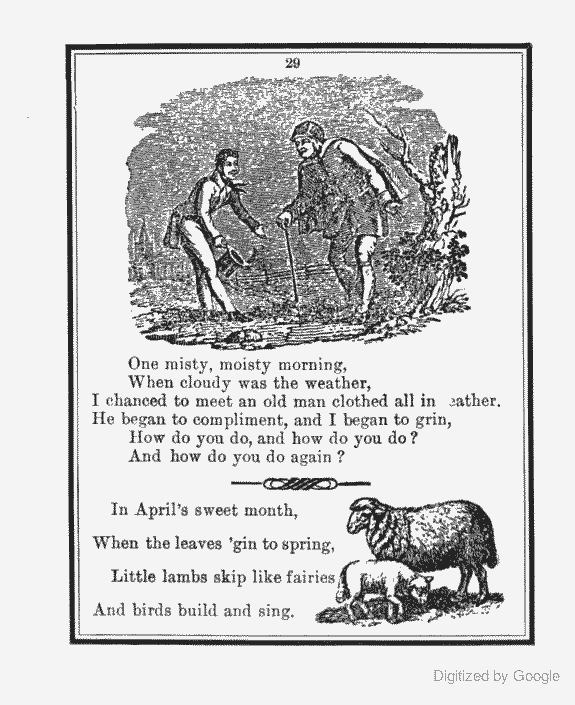 29
One misty, moisty morning,
When cloudy was the weather,
I chanced to meet an old man clothed all in eather.
He began to compliment, and I began to grin,
How do you do, and how do you do?
And how do you do again?
In April's sweet month,
When the leaves 'gin to spring,
Little lambs skip like fairies
And birds build and sing.
Digitized by Google